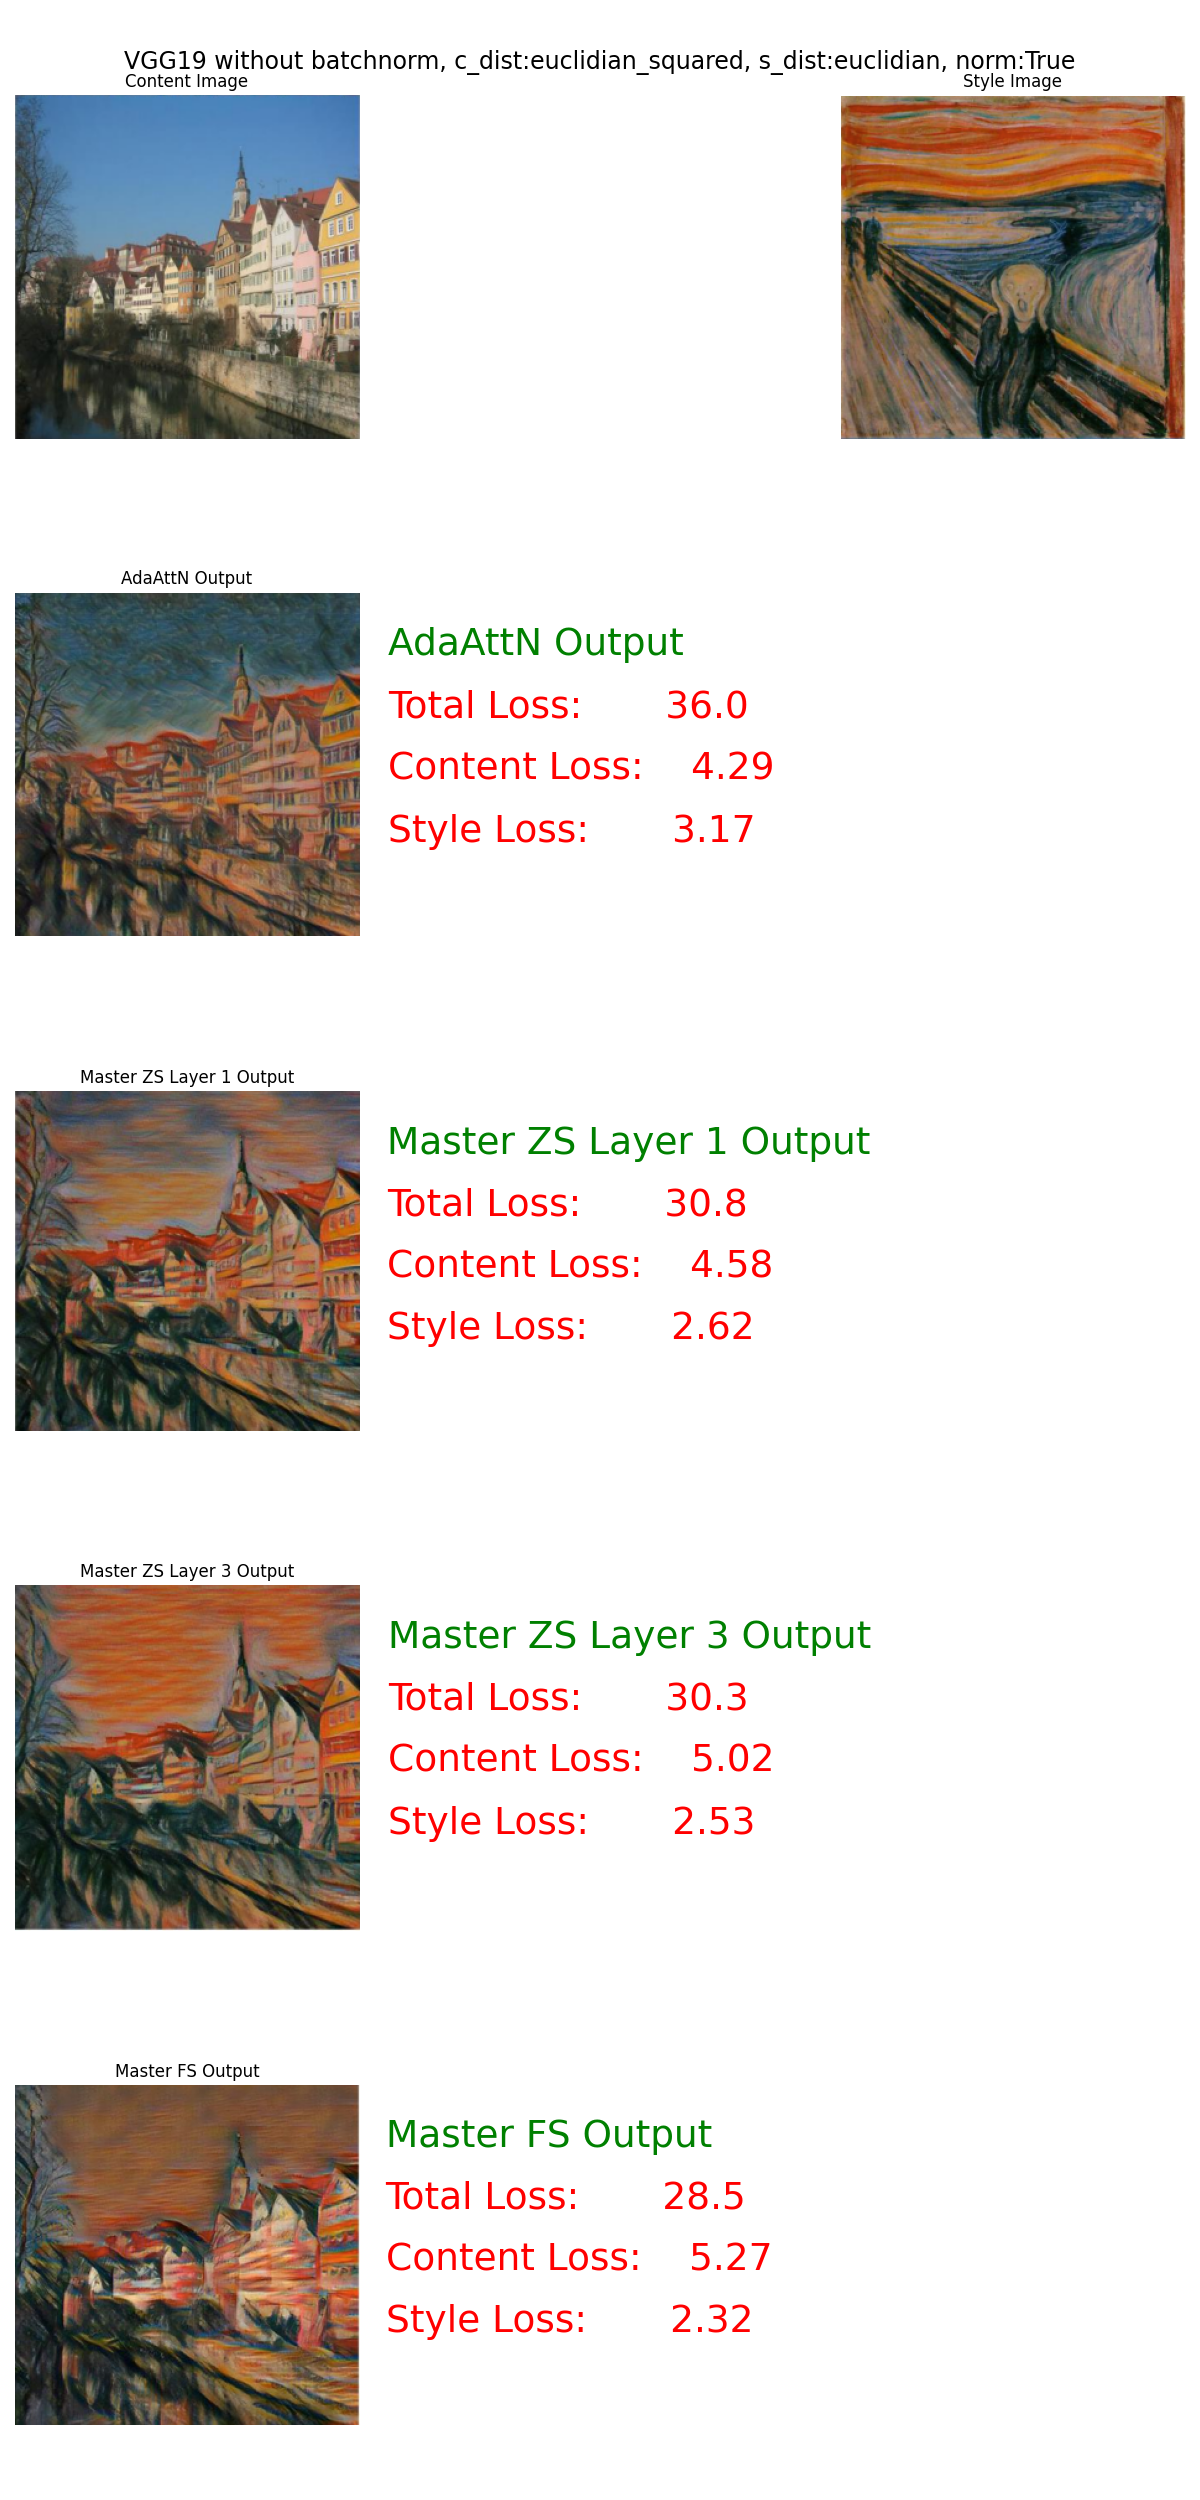 VGG19 without batchnorm, c_dist:euclidian_squared, s_dist:euclidian, norm:True
Content Image
Style Image
AdaAttN Output
AdaAttN Output
Total Loss: 36.0
Content Loss: 4.29
Style Loss: 3.17
Master ZS Layer 1 Output
Master ZS Layer 1 Output
Total Loss: 30.8
Content Loss: 4.58
Style Loss: 2.62
Master ZS Layer 3 Output
Master ZS Layer 3 Output
Total Loss: 30.3
Content Loss: 5.02
Style Loss: 2.53
Master FS Output
Master FS Output
Total Loss: 28.5
Content Loss: 5.27
Style Loss: 2.32